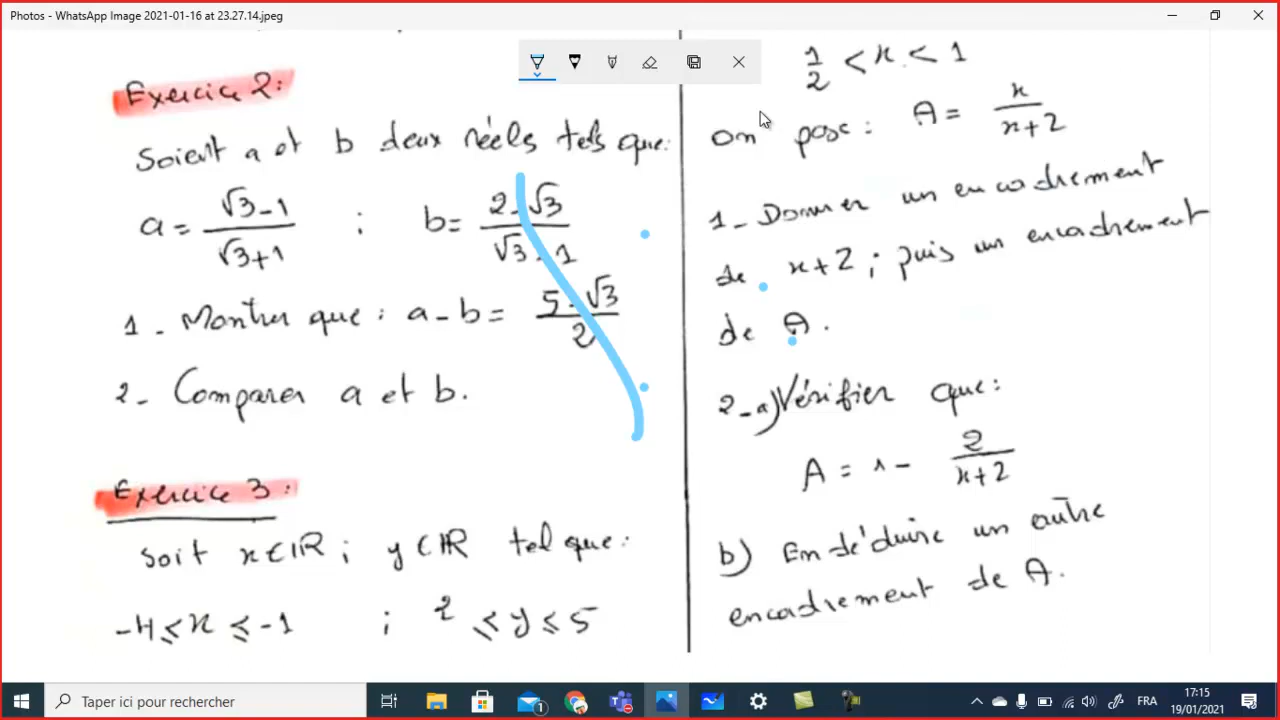 Photos - WhatsApp Image 2021-01-16 at 23.27.14.jpeg
Exercice 2:
Soient a et b deux réels tels que:
a = (√3-1)/(√3+1) ; b = (2-√3)/(√3-1)
1 - Montrer que : a - b = (5-√3)/2
2 - Comparer a et b.
Exercice 3:
Soit x ∈ IR ; y ∈ IR tel que:
-4 ≤ x ≤ -1 ; 2 ≤ y ≤ 5
1/2 < x < 1
On pose : A = x/(x+2)
1 - Donner un encadrement
de x+2 ; puis un encadrement
de A.
2-a) Vérifier que:
A = 1 - 2/(x+2)
b) En dé'duire un autre
encadrement de A.
Taper ici pour rechercher
1
FRA
17:15
19/01/2021